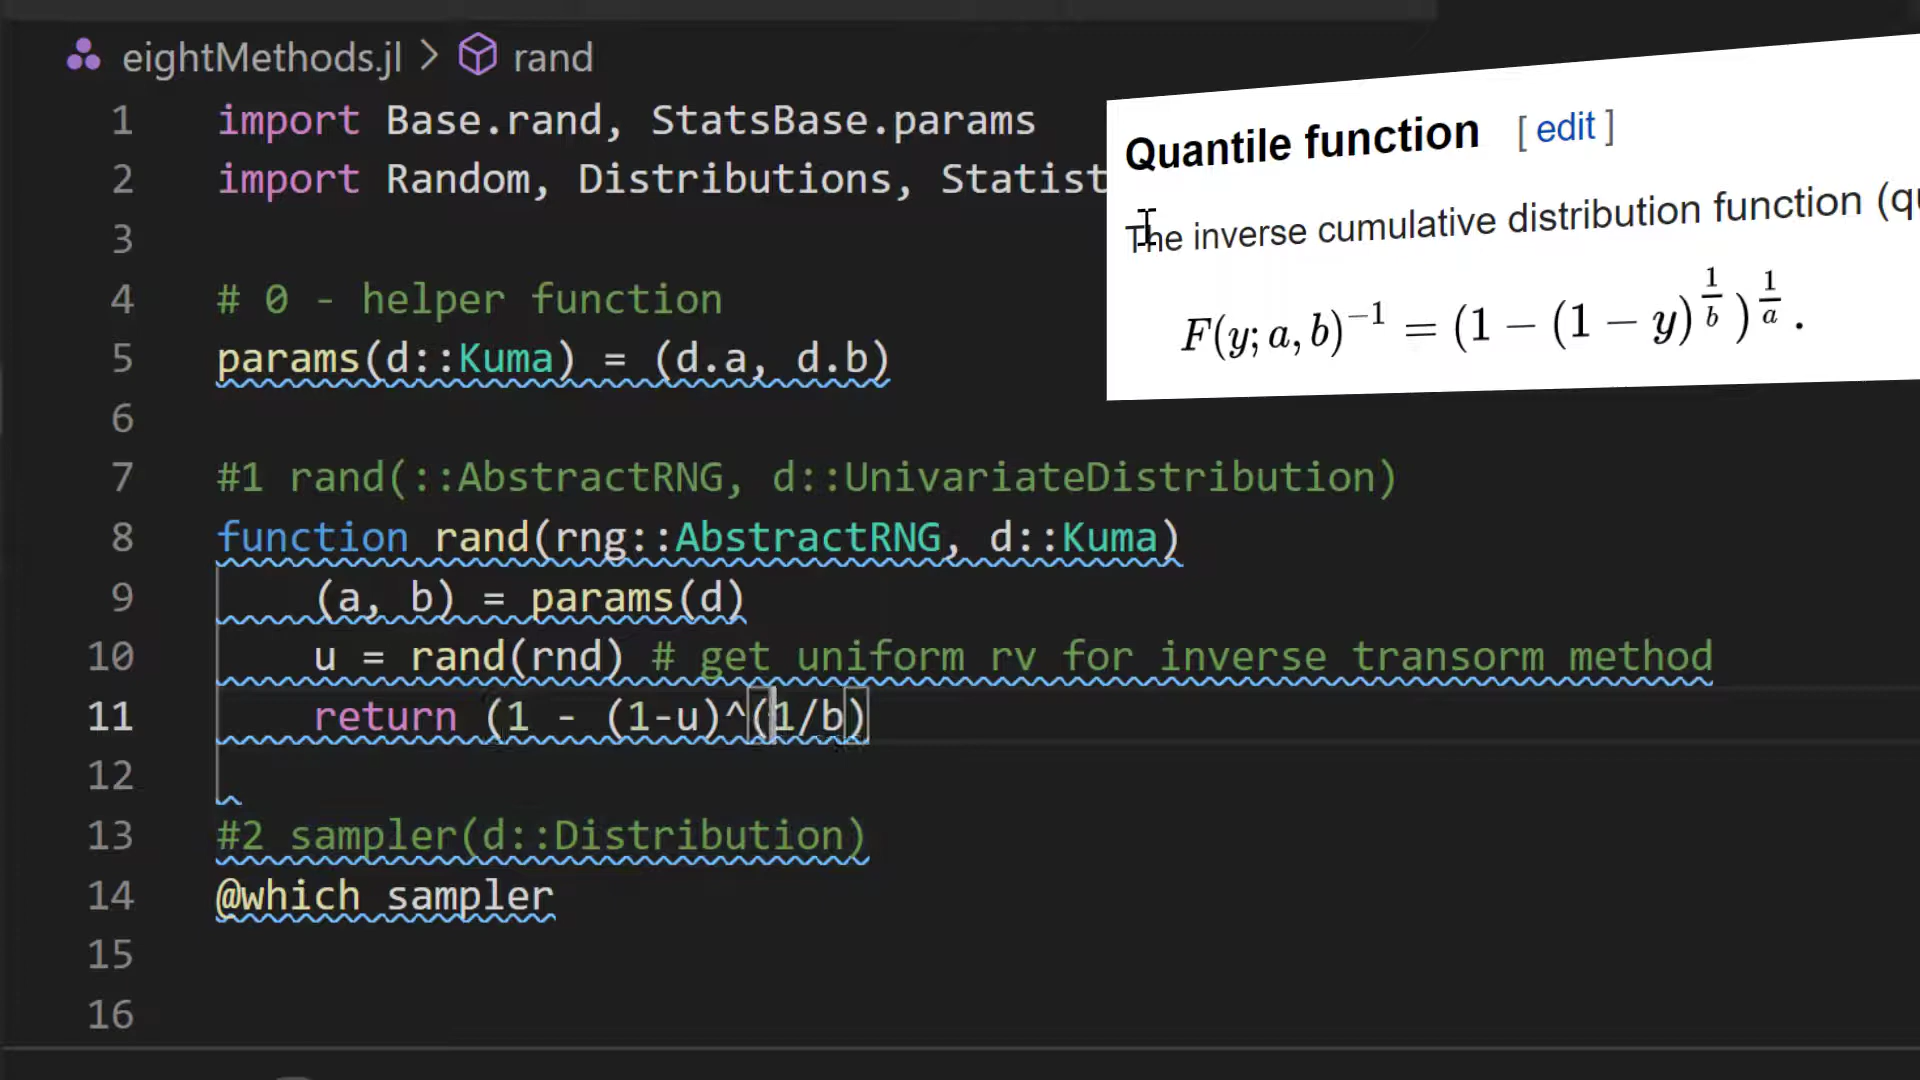 eightMethods.jl > rand
1 import Base.rand, StatsBase.params
2 import Random, Distributions, Statist
3
4 # 0 - helper function
5 params(d::Kuma) = (d.a, d.b)
6
7 #1 rand(::AbstractRNG, d::UnivariateDistribution)
8 function rand(rng::AbstractRNG, d::Kuma)
9 (a, b) = params(d)
10 u = rand(rnd) # get uniform rv for inverse transorm method
11 return (1 - (1-u)^(1/b)
12
13 #2 sampler(d::Distribution)
14 @which sampler
15
16
Quantile function [ edit ]
The inverse cumulative distribution function (qu
F(y; a, b)⁻¹ = (1 − (1 − y)^{1/b})^{1/a}.